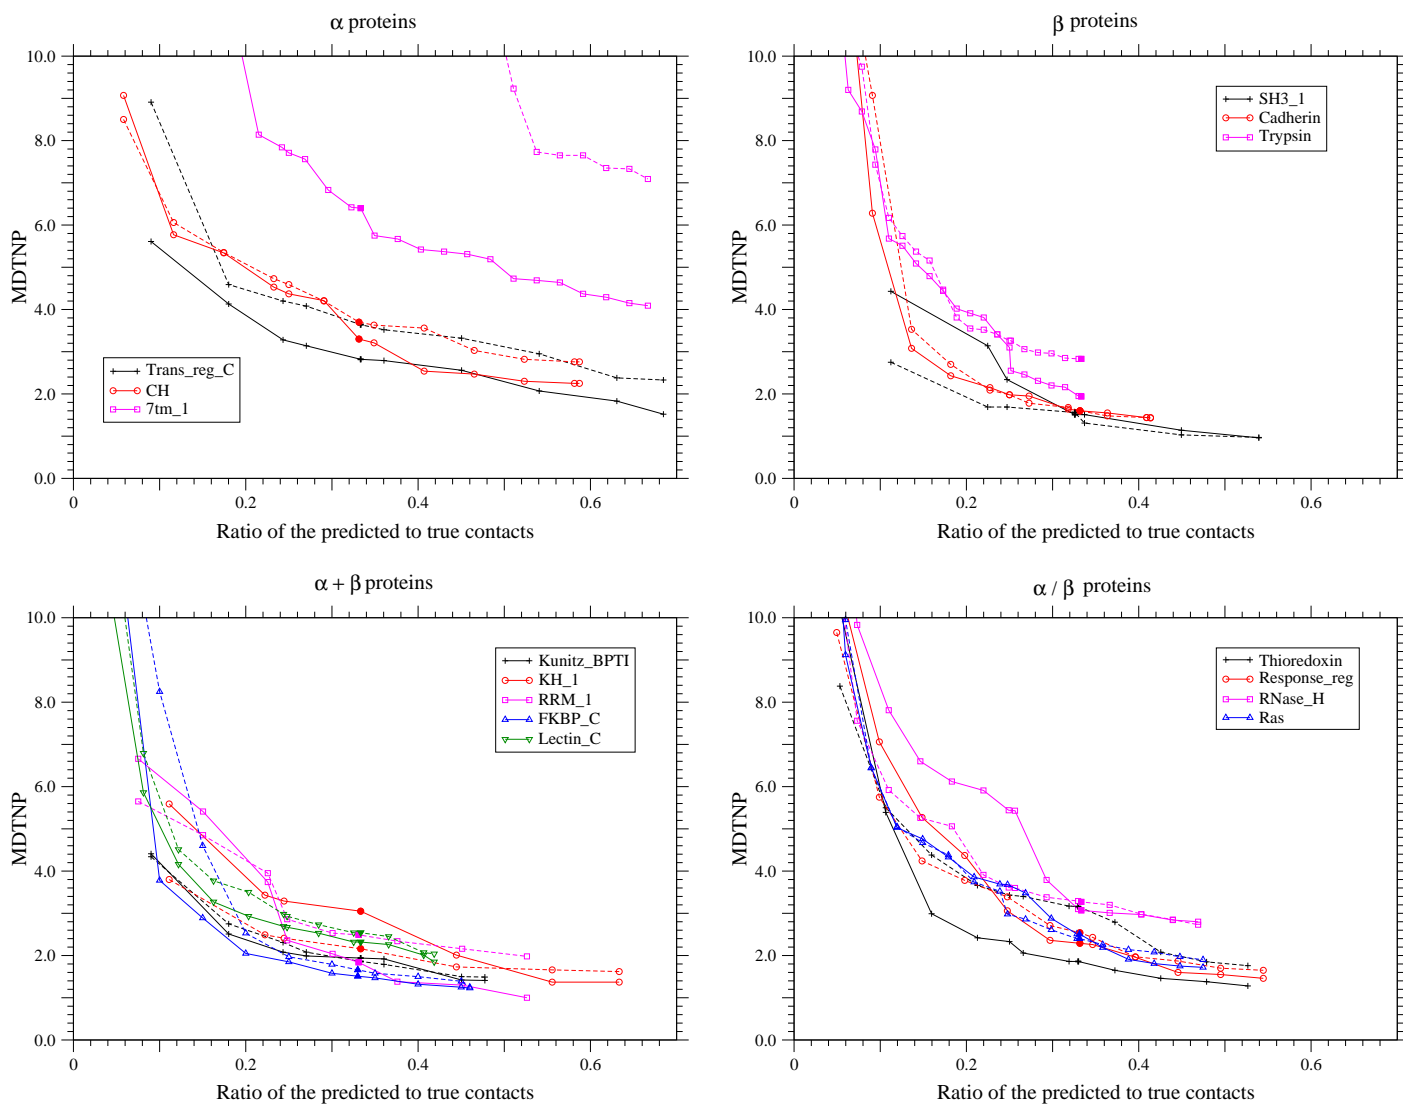 α proteins
10.0
8.0
6.0
4.0
2.0
0.0
MDTNP
Trans_reg_C
CH
7tm_1
0 0.2 0.4 0.6
Ratio of the predicted to true contacts
β proteins
10.0
8.0
6.0
4.0
2.0
0.0
MDTNP
SH3_1
Cadherin
Trypsin
0 0.2 0.4 0.6
Ratio of the predicted to true contacts
α + β proteins
10.0
8.0
6.0
4.0
2.0
0.0
MDTNP
Kunitz_BPTI
KH_1
RRM_1
FKBP_C
Lectin_C
0 0.2 0.4 0.6
Ratio of the predicted to true contacts
α / β proteins
10.0
8.0
6.0
4.0
2.0
0.0
MDTNP
Thioredoxin
Response_reg
RNase_H
Ras
0 0.2 0.4 0.6
Ratio of the predicted to true contacts